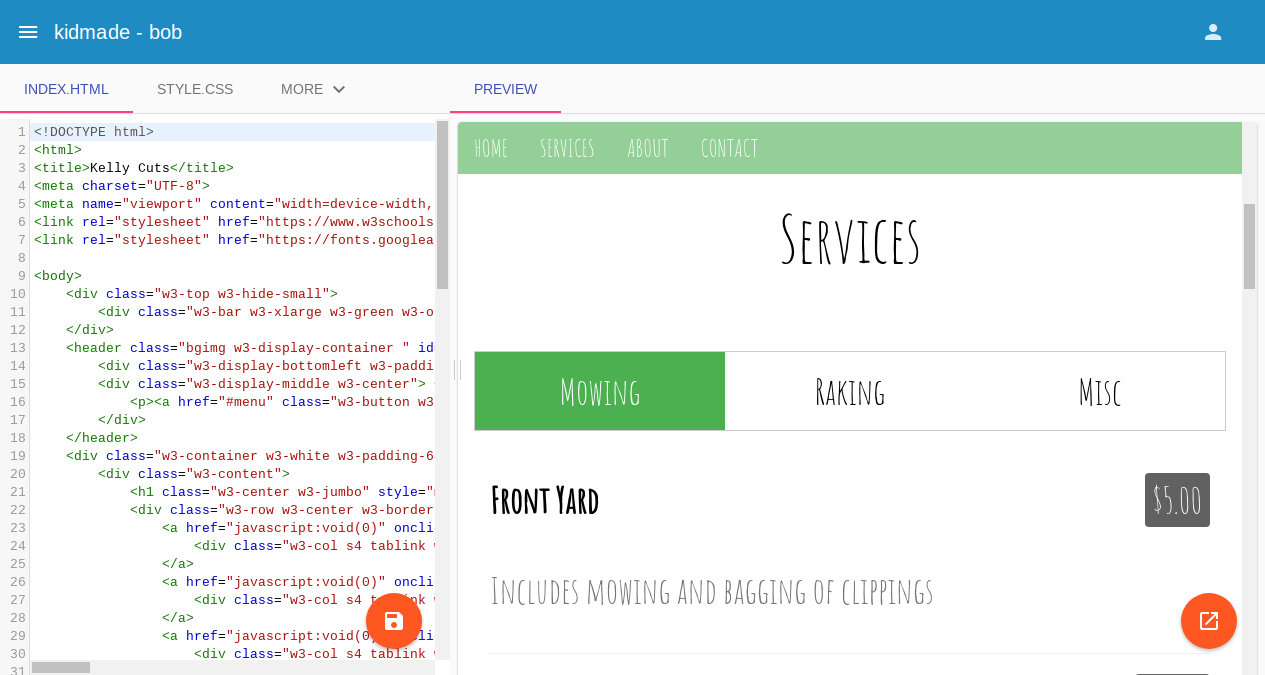 kidmade - bob
INDEX.HTML STYLE.CSS MORE
PREVIEW
1 <!DOCTYPE html>
2 <html>
3 <title>Kelly Cuts</title>
4 <meta charset="UTF-8">
5 <meta name="viewport" content="width=device-width,
6 <link rel="stylesheet" href="https://www.w3schools
7 <link rel="stylesheet" href="https://fonts.googlea
8
9 <body>
10 <div class="w3-top w3-hide-small">
11 <div class="w3-bar w3-xlarge w3-green w3-o
12 </div>
13 <header class="bgimg w3-display-container " id
14 <div class="w3-display-bottomleft w3-paddi
15 <div class="w3-display-middle w3-center">
16 <p><a href="#menu" class="w3-button w3
17 </div>
18 </header>
19 <div class="w3-container w3-white w3-padding-6
20 <div class="w3-content">
21 <h1 class="w3-center w3-jumbo" style="
22 <div class="w3-row w3-center w3-border
23 <a href="javascript:void(0)" oncli
24 <div class="w3-col s4 tablink
25 </a>
26 <a href="javascript:void(0)" oncli
27 <div class="w3-col s4
28 </a>
29 <a href="javascript:void(0)
30 <div class="w3-col s4 tablink
31
HOME SERVICES ABOUT CONTACT
Services
Mowing Raking Misc
Front Yard $5.00
Includes mowing and bagging of clippings